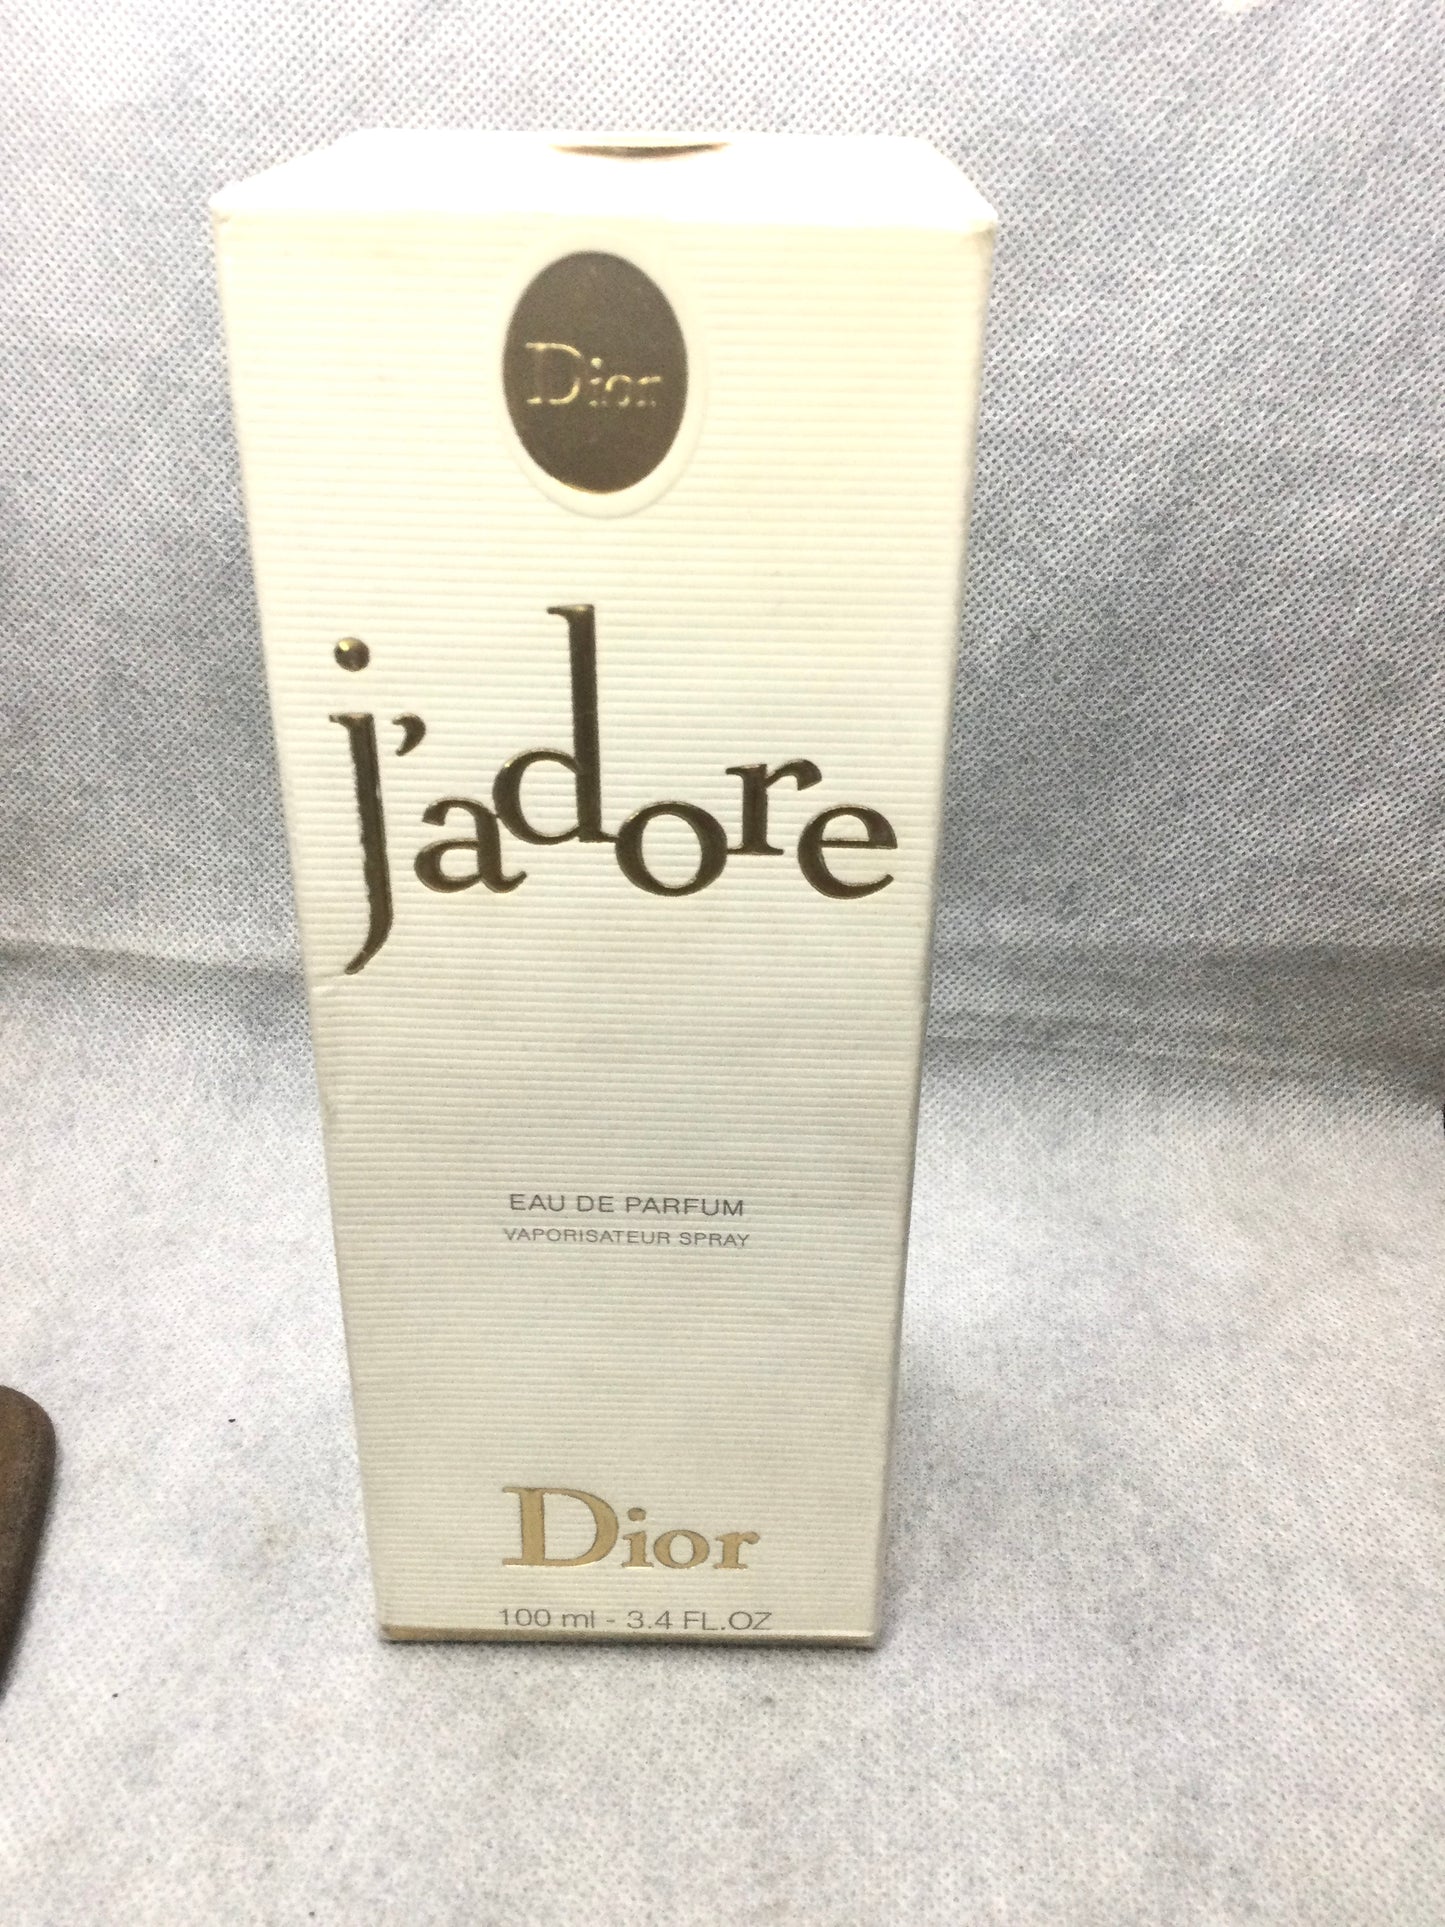 Dior
j'adore
EAU DE PARFUM
VAPORISATEUR SPRAY
Dior
100 ml - 3.4 FL.OZ